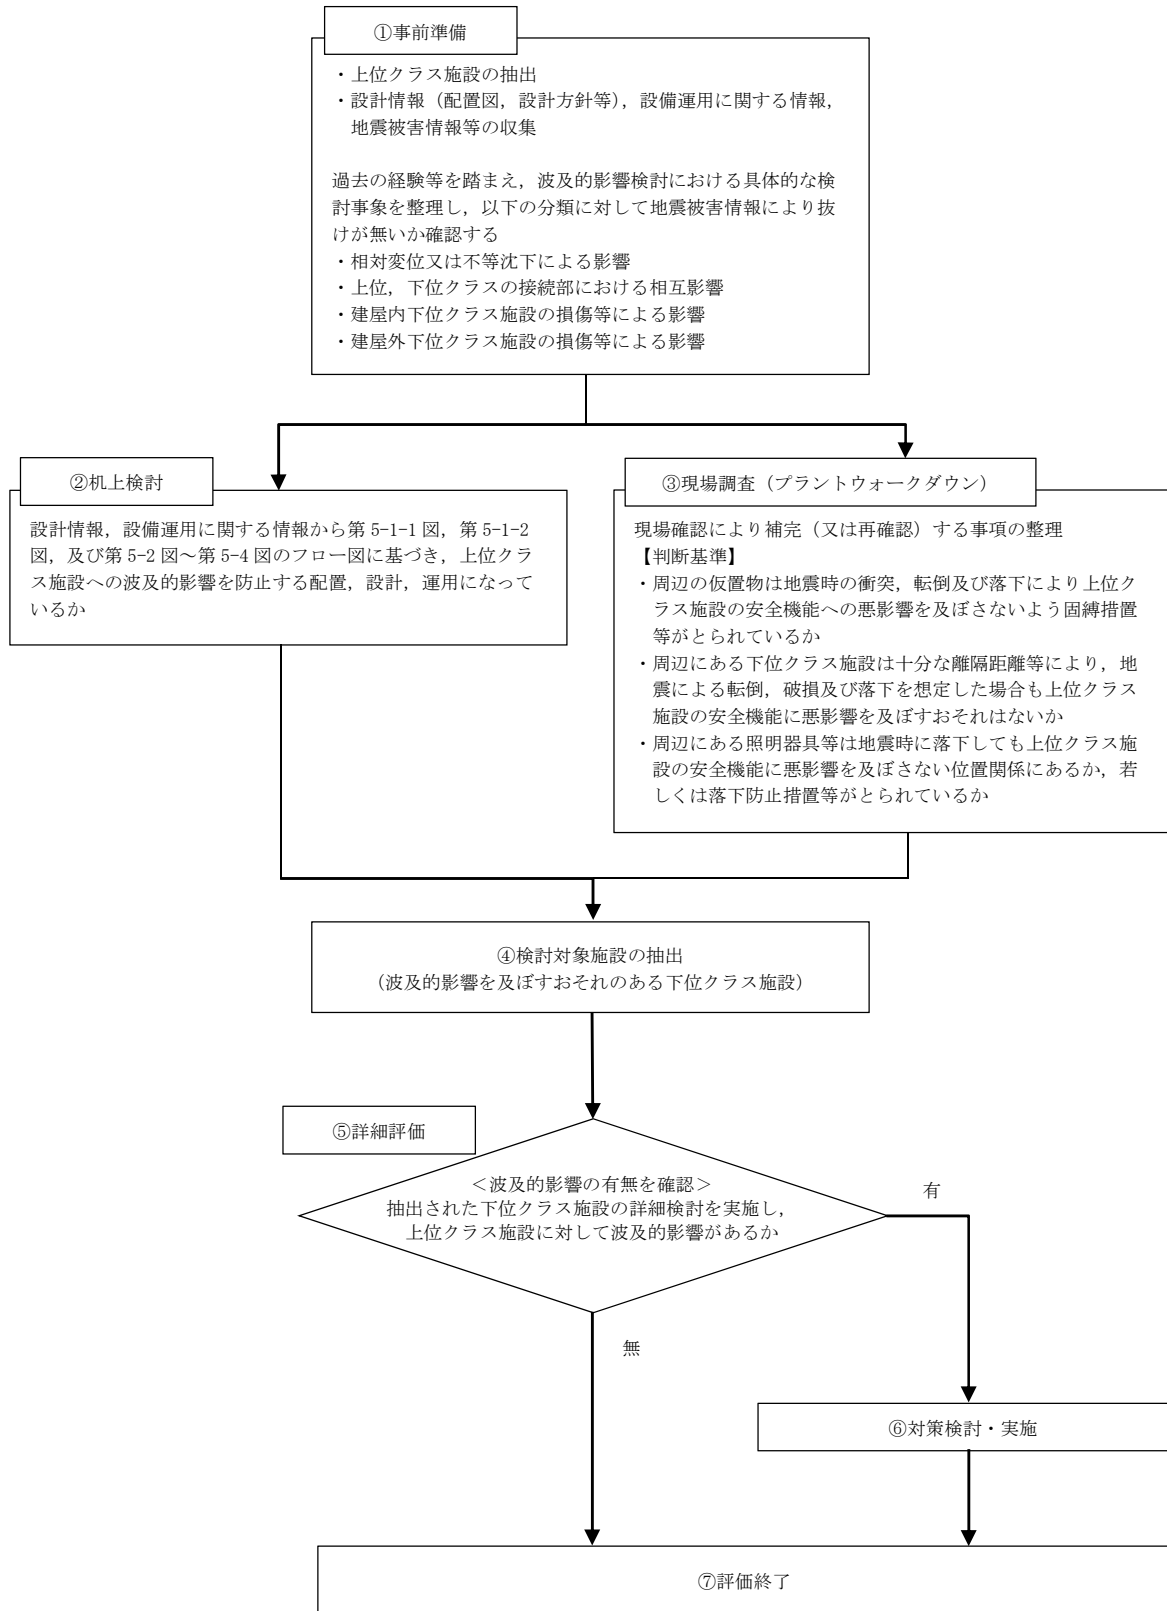 ①事前準備
・上位クラス施設の抽出
・設計情報（配置図，設計方針等），設備運用に関する情報，
地震被害情報等の収集
過去の経験等を踏まえ，波及的影響検討における具体的な検
討事象を整理し，以下の分類に対して地震被害情報により抜
けが無いか確認する
・相対変位又は不等沈下による影響
・上位，下位クラスの接続部における相互影響
・建屋内下位クラス施設の損傷等による影響
・建屋外下位クラス施設の損傷等による影響
②机上検討
設計情報，設備運用に関する情報から第 5-1-1 図，第 5-1-2
図，及び第 5-2 図～第 5-4 図のフロー図に基づき，上位クラ
ス施設への波及的影響を防止する配置，設計，運用になって
いるか
③現場調査（プラントウォークダウン）
現場確認により補完（又は再確認）する事項の整理
【判断基準】
・周辺の仮置物は地震時の衝突，転倒及び落下により上位ク
ラス施設の安全機能への悪影響を及ぼさないよう固縛措置
等がとられているか
・周辺にある下位クラス施設は十分な離隔距離等により，地
震による転倒，破損及び落下を想定した場合も上位クラス
施設の安全機能に悪影響を及ぼすおそれはないか
・周辺にある照明器具等は地震時に落下しても上位クラス施
設の安全機能に悪影響を及ぼさない位置関係にあるか，若
しくは落下防止措置等がとられているか
④検討対象施設の抽出
（波及的影響を及ぼすおそれのある下位クラス施設）
⑤詳細評価
＜波及的影響の有無を確認＞
抽出された下位クラス施設の詳細検討を実施し，
上位クラス施設に対して波及的影響があるか
有
無
⑥対策検討・実施
⑦評価終了